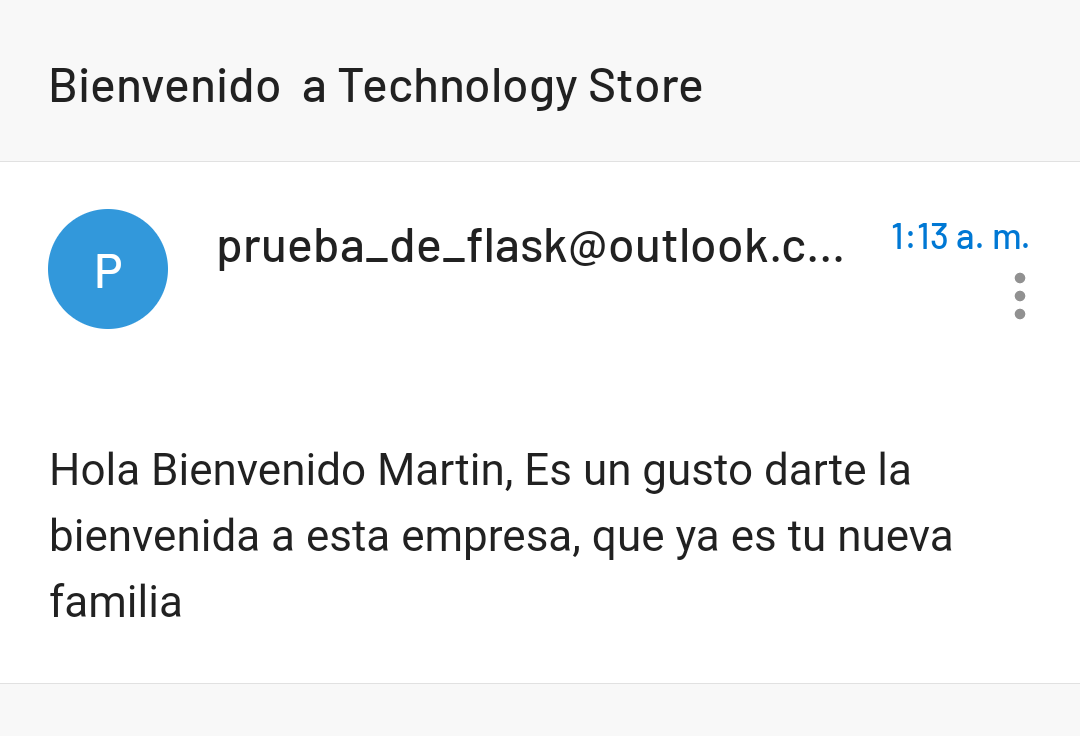 Bienvenido  a Technology Store
P
prueba_de_flask@outlook.c...
1:13 a. m.
Hola Bienvenido Martin, Es un gusto darte la
bienvenida a esta empresa, que ya es tu nueva
familia